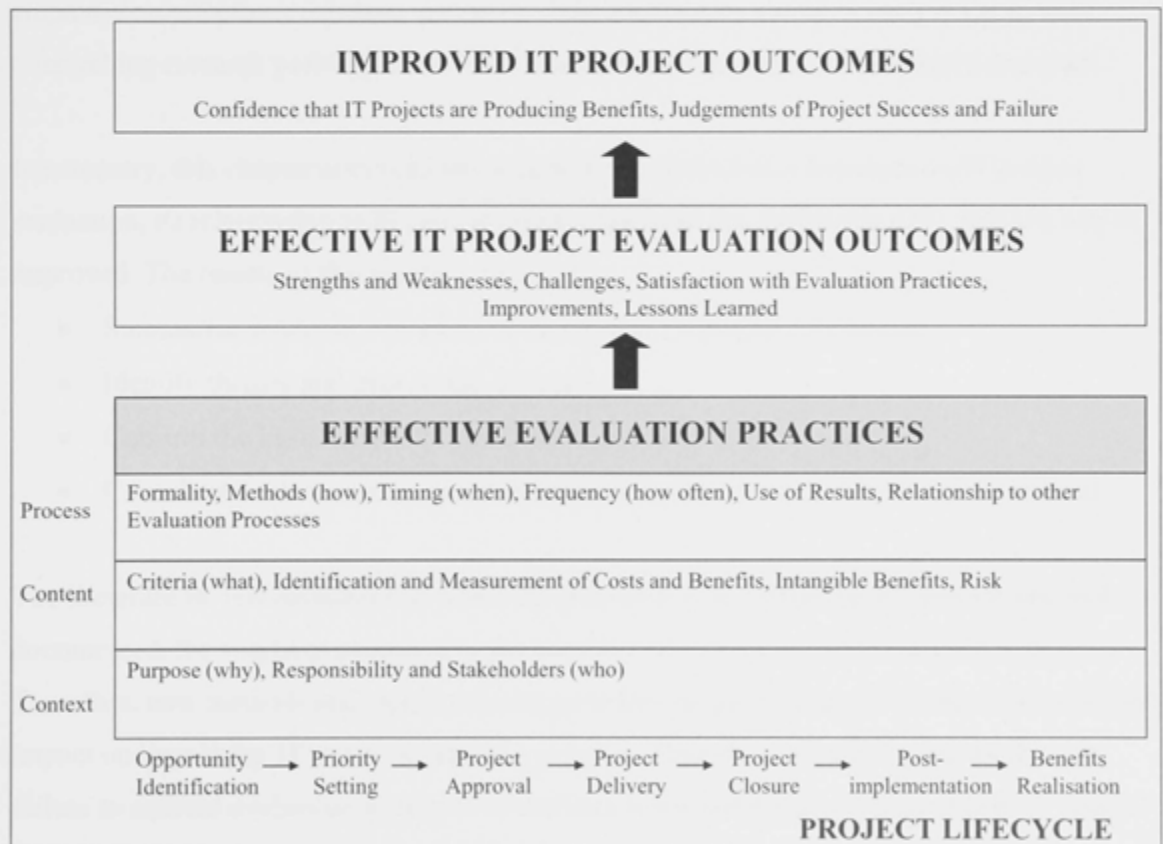 IMPROVED IT PROJECT OUTCOMES
Confidence that IT Projects are Producing Benefits, Judgements of Project Success and Failure
EFFECTIVE IT PROJECT EVALUATION OUTCOMES
Strengths and Weaknesses, Challenges, Satisfaction with Evaluation Practices,
Improvements, Lessons Learned
EFFECTIVE EVALUATION PRACTICES
Process
Formality, Methods (how), Timing (when), Frequency (how often), Use of Results, Relationship to other
Evaluation Processes
Content
Criteria (what), Identification and Measurement of Costs and Benefits, Intangible Benefits, Risk
Context
Purpose (why), Responsibility and Stakeholders (who)
Opportunity
Identification
Priority
Setting
Project
Approval
Project
Delivery
Project
Closure
Post-
implementation
Benefits
Realisation
PROJECT LIFECYCLE